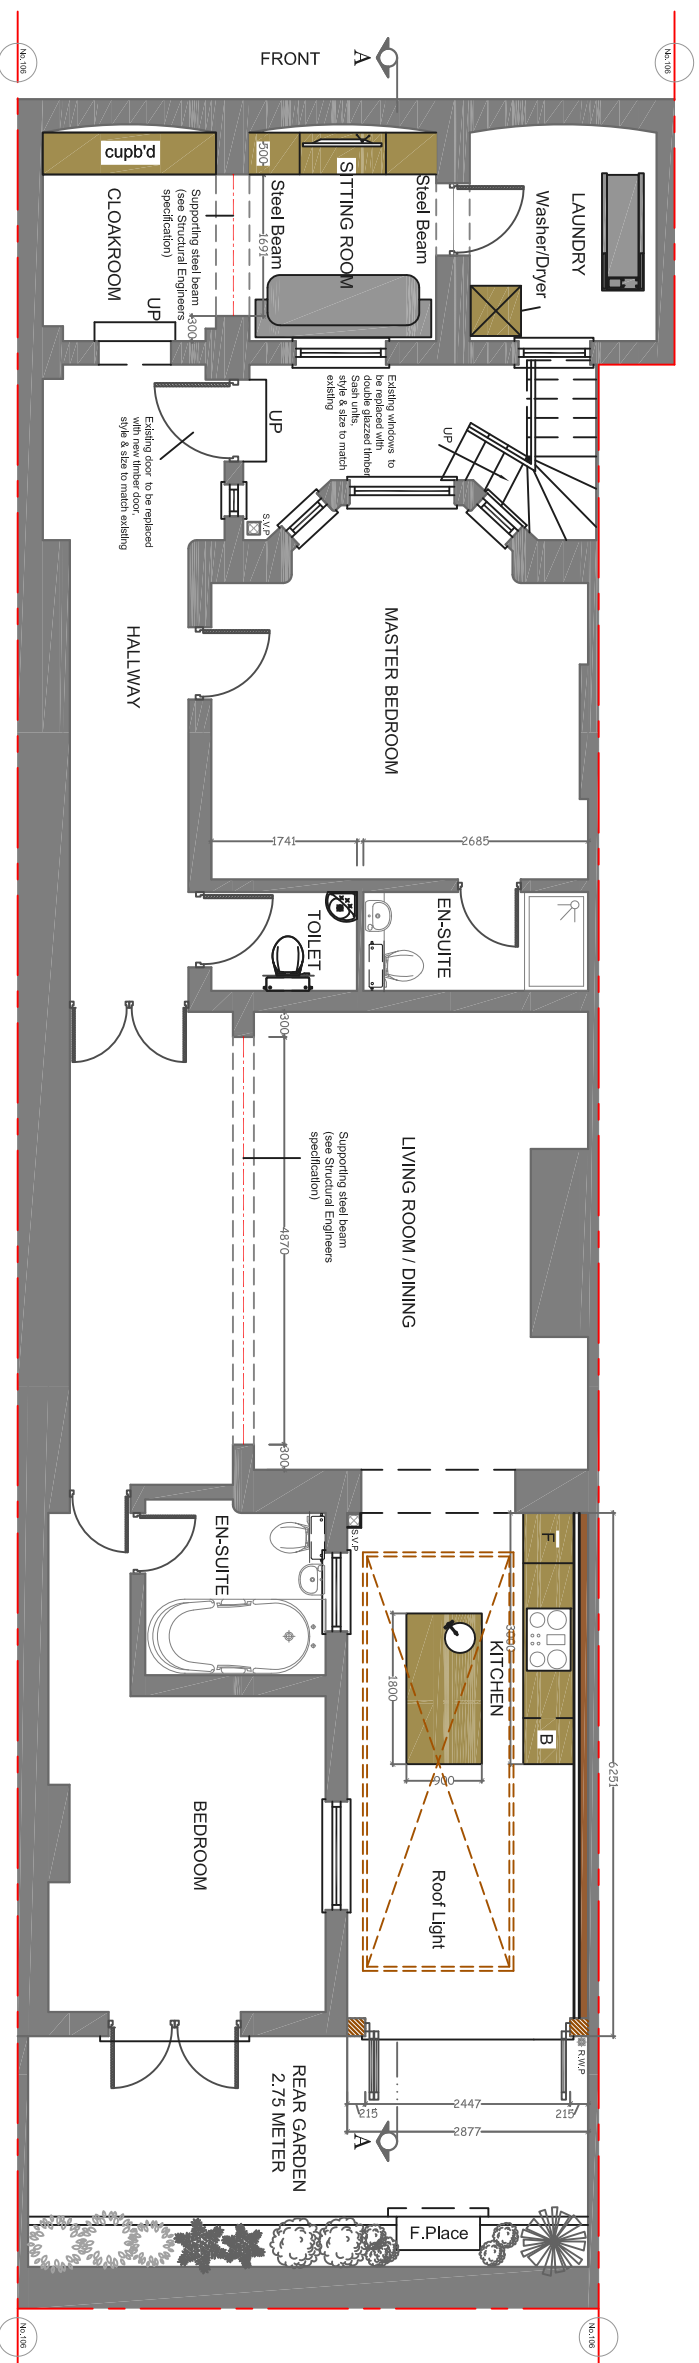 No.106
FRONT
A
No.106
cupb'd
500
SITTING ROOM
Steel Beam
Steel Beam
1691
300
CLOAKROOM
Supporting steel beam
(see Structural Engineers
specification)
UP
LAUNDRY
Washer/Dryer
Existing windows to
be replaced with
double glazzed timber
Sash units,
style & size to match
existing
UP
UP
Existing door to be replaced
with new timber door,
style & size to match existing
S.V.P
HALLWAY
MASTER BEDROOM
1741
2685
TOILET
EN-SUITE
300
Supporting steel beam
(see Structural Engineers
specification)
LIVING ROOM / DINING
4870
300
EN-SUITE
S.V.P
F
3000
KITCHEN
1800
900
B
6251
Roof Light
BEDROOM
R.W.P
2447
215
215
2877
A
REAR GARDEN
2.75 METER
F.Place
No.106
No.106